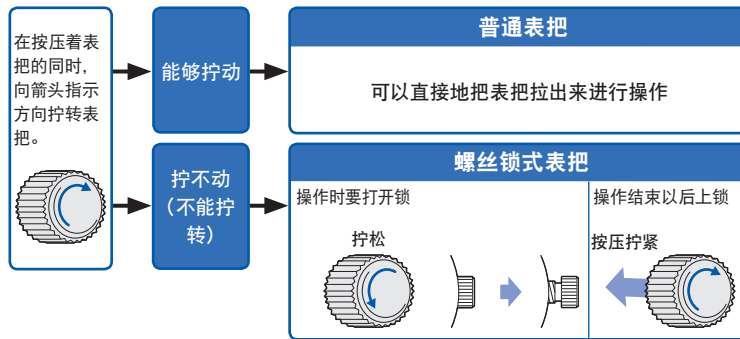 在按压着表
把的同时，
向箭头指示
方向拧转表
把。
能够拧动
普通表把
可以直接地把表把拉出来进行操作
拧不动
（不能拧
转）
螺丝锁式表把
操作时要打开锁
拧松
操作结束以后上锁
按压拧紧